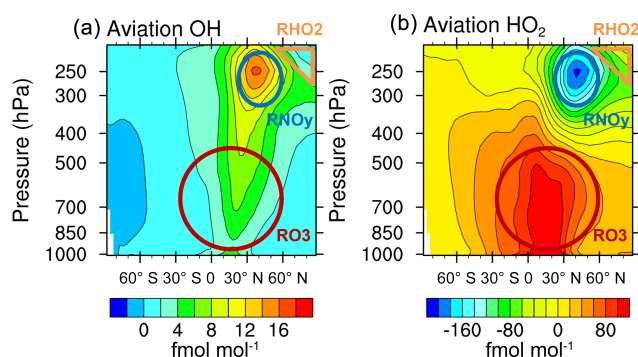 (a) Aviation OH
RHO2
250
300
400
500
700
850
1000
Pressure (hPa)
RNOy
RO3
60° S 30° S 0 30° N 60° N
0 4 8 12 16
fmol mol⁻¹
(b) Aviation HO₂
RHO2
250
300
400
500
700
850
1000
Pressure (hPa)
RNOy
RO3
60° S 30° S 0 30° N 60° N
-160 -80 0 80
fmol mol⁻¹